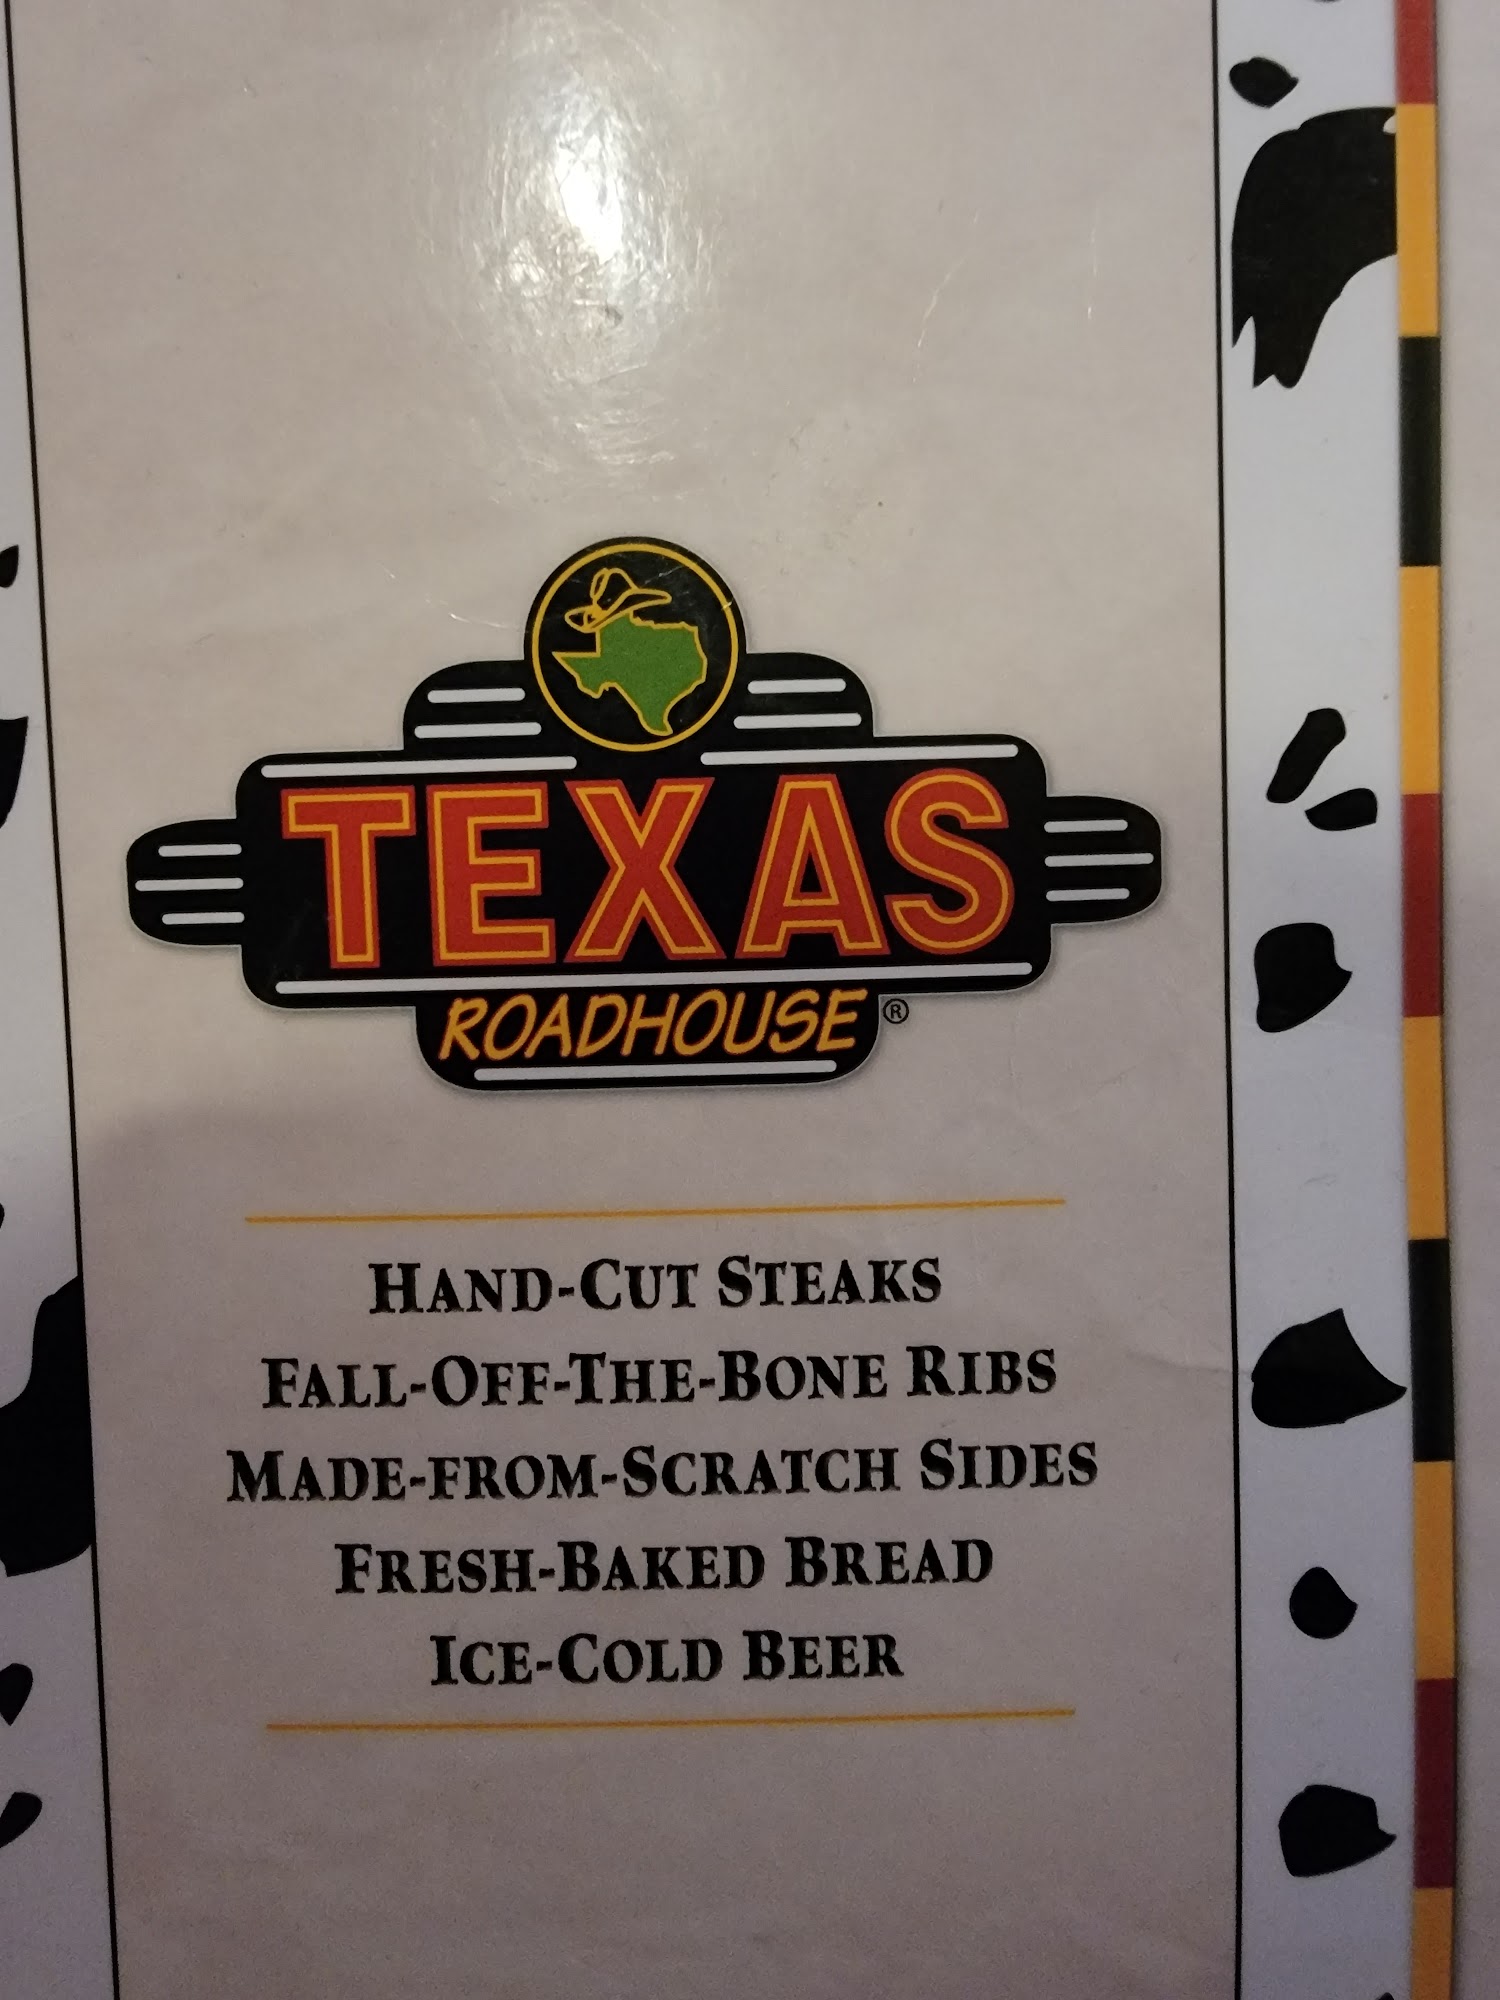 TEXAS
ROADHOUSE®
HAND-CUT STEAKS
FALL-OFF-THE-BONE RIBS
MADE-FROM-SCRATCH SIDES
FRESH-BAKED BREAD
ICE-COLD BEER